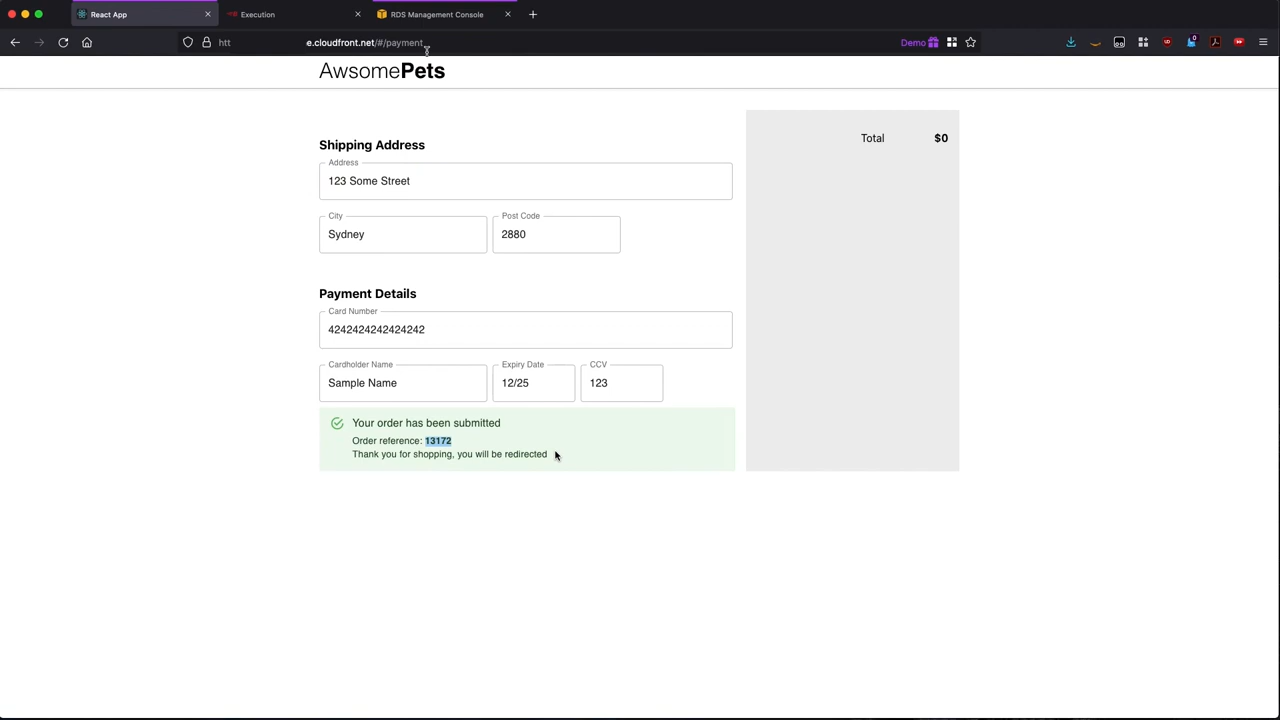 React App
Execution
RDS Management Console
htt e.cloudfront.net/#/payment
Demo
AwsomePets
Total $0
Shipping Address
Address
123 Some Street
City
Post Code
Sydney
2880
Payment Details
Card Number
4242424242424242
Cardholder Name
Expiry Date
CCV
Sample Name
12/25
123
Your order has been submitted
Order reference: 13172
Thank you for shopping, you will be redirected